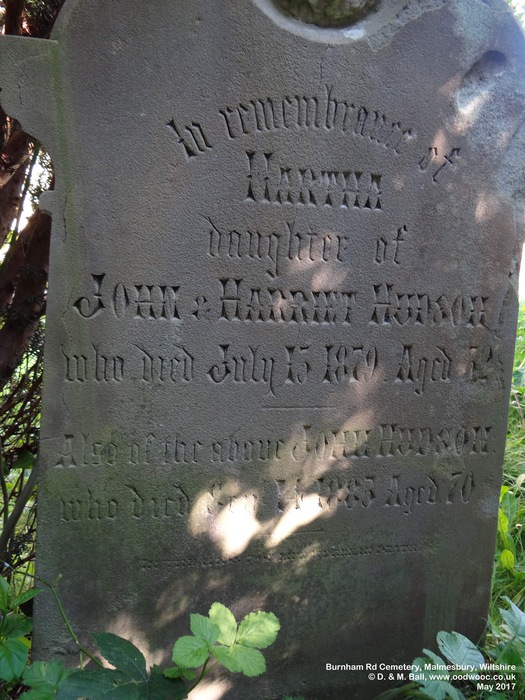 In remembrance of
MARTHA
daughter of
JOHN & HARRIET HUDSON
who died July 15 1879. Aged
Also of the above JOHN HUDSON.
who died Aged 70
Burnham Rd Cemetery, Malmesbury, Wiltshire
© D. & M. Ball, www.oodwooc.co.uk
May 2017